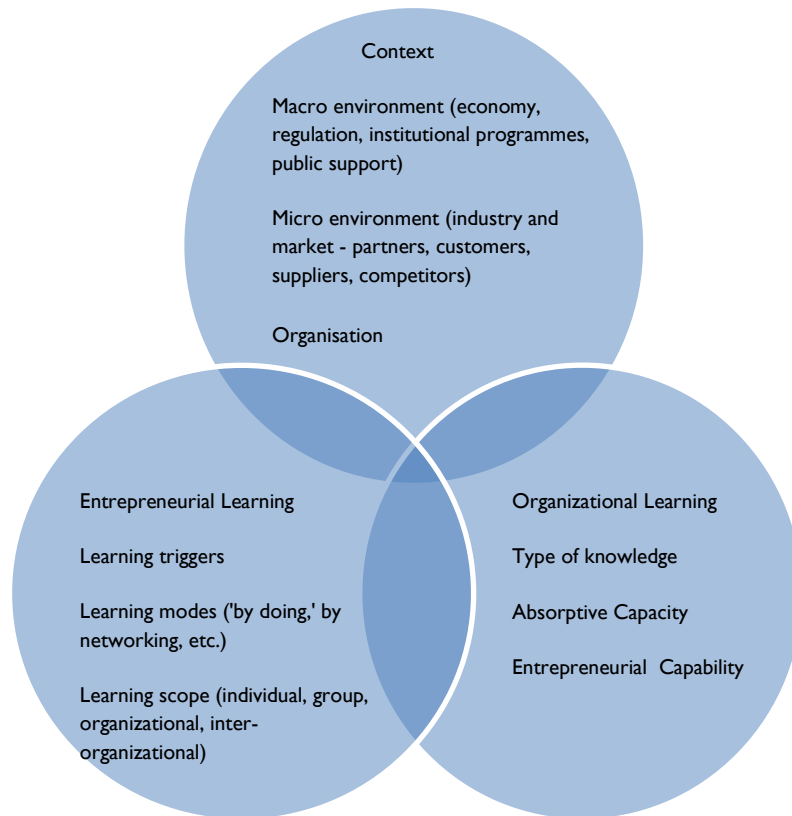 Context
Macro environment (economy,
regulation, institutional programmes,
public support)
Micro environment (industry and
market - partners, customers,
suppliers, competitors)
Organisation
Entrepreneurial Learning
Learning triggers
Learning modes ('by doing,' by
networking, etc.)
Learning scope (individual, group,
organizational, inter-
organizational)
Organizational Learning
Type of knowledge
Absorptive Capacity
Entrepreneurial  Capability